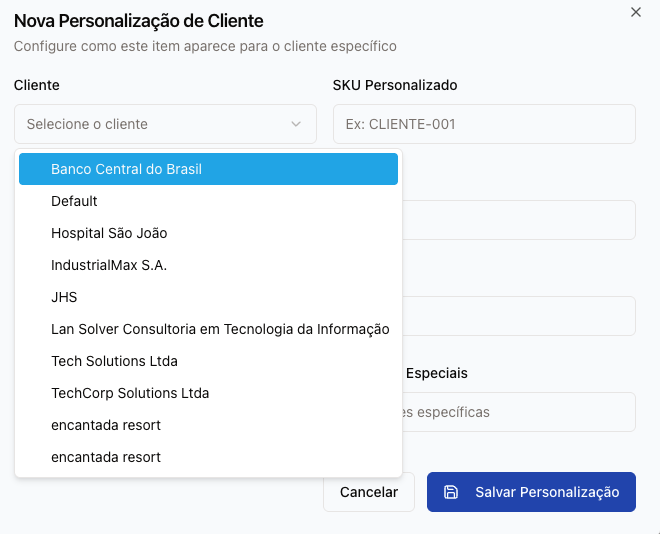 Nova Personalização de Cliente
Configure como este item aparece para o cliente específico
Cliente
SKU Personalizado
Selecione o cliente
Ex: CLIENTE-001
Banco Central do Brasil
Default
Hospital São João
IndustrialMax S.A.
JHS
Lan Solver Consultoria em Tecnologia da Informação
Tech Solutions Ltda
TechCorp Solutions Ltda
encantada resort
encantada resort
Especiais
es específicas
Cancelar
Salvar Personalização